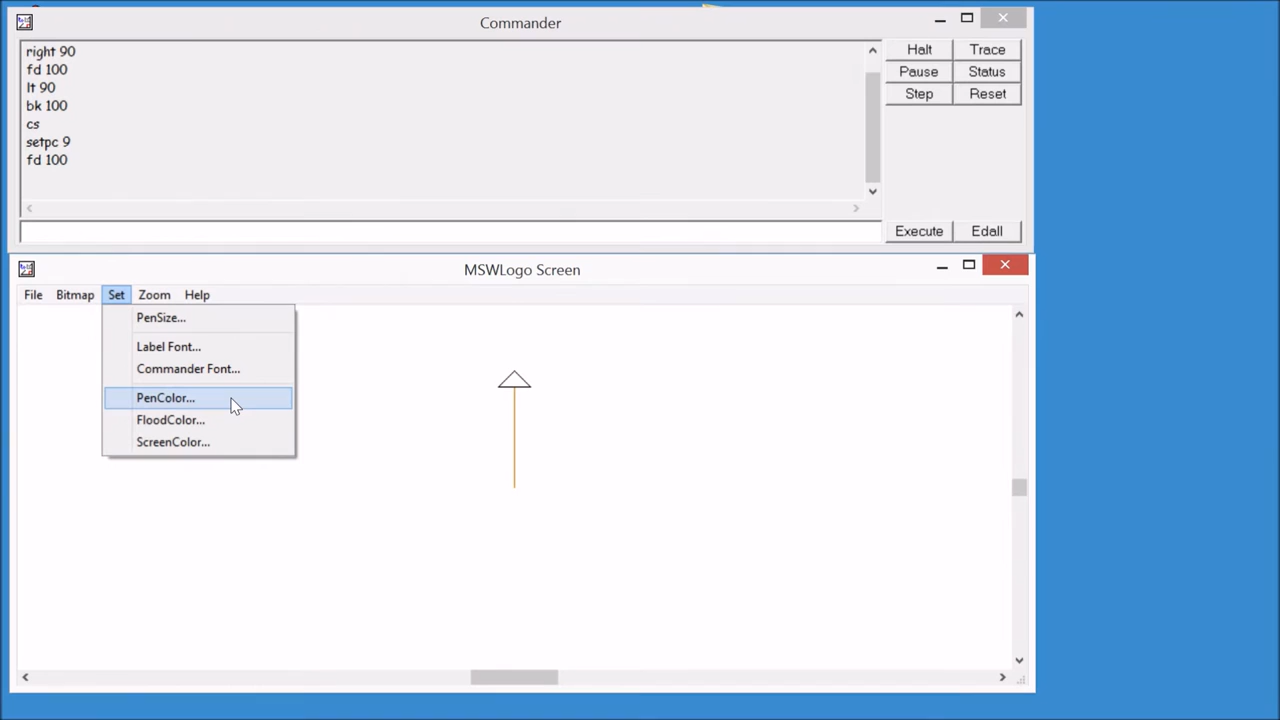 Commander
right 90
fd 100
lt 90
bk 100
cs
setpc 9
fd 100
Halt Trace
Pause Status
Step Reset
Execute Edall
MSWLogo Screen
File Bitmap Set Zoom Help
PenSize...
Label Font...
Commander Font...
PenColor...
FloodColor...
ScreenColor...